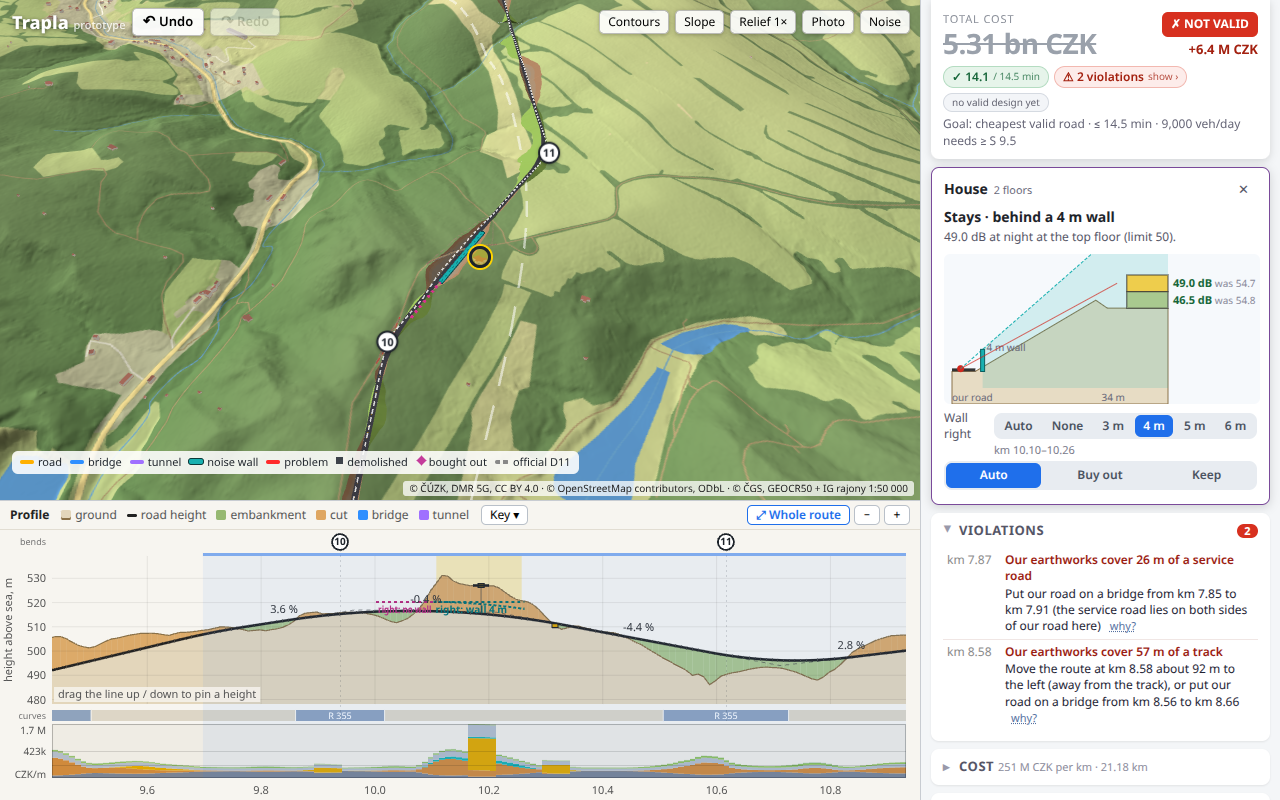 Trapla prototype
↶ Undo
↷ Redo
Contours
Slope
Relief 1×
Photo
Noise
11
10
road
bridge
tunnel
noise wall
problem
demolished
bought out
official D11
© ČÚZK, DMR 5G, CC BY 4.0 · © OpenStreetMap contributors, ODbL · © ČGS, GEOCR50 + IG rajony 1:50 000
Profile
ground
road height
embankment
cut
bridge
tunnel
Key ▾
⤢ Whole route
−
+
bends
10
11
height above sea, m
530
520
510
500
490
480
3.6 %
-0.4 %
right: no wall
right: wall 4 m
-4.4 %
2.8 %
drag the line up / down to pin a height
curves
R 355
R 355
1.7 M
423k
CZK/m
9.6
9.8
10.0
10.2
10.4
10.6
10.8
TOTAL COST
5.31 bn CZK
✗ NOT VALID
+6.4 M CZK
✓ 14.1 / 14.5 min
⚠ 2 violations show ›
no valid design yet
Goal: cheapest valid road · ≤ 14.5 min · 9,000 veh/day
needs ≥ S 9.5
House 2 floors
✕
Stays · behind a 4 m wall
49.0 dB at night at the top floor (limit 50).
49.0 dB was 54.7
46.5 dB was 54.8
4 m wall
our road
34 m
Wall
right
Auto
None
3 m
4 m
5 m
6 m
km 10.10–10.26
Auto
Buy out
Keep
▼ VIOLATIONS
2
km 7.87
Our earthworks cover 26 m of a service
road
Put our road on a bridge from km 7.85 to
km 7.91 (the service road lies on both sides
of our road here) why?
km 8.58
Our earthworks cover 57 m of a track
Move the route at km 8.58 about 92 m to
the left (away from the track), or put our
road on a bridge from km 8.56 to km 8.66
why?
▶ COST 251 M CZK per km · 21.18 km